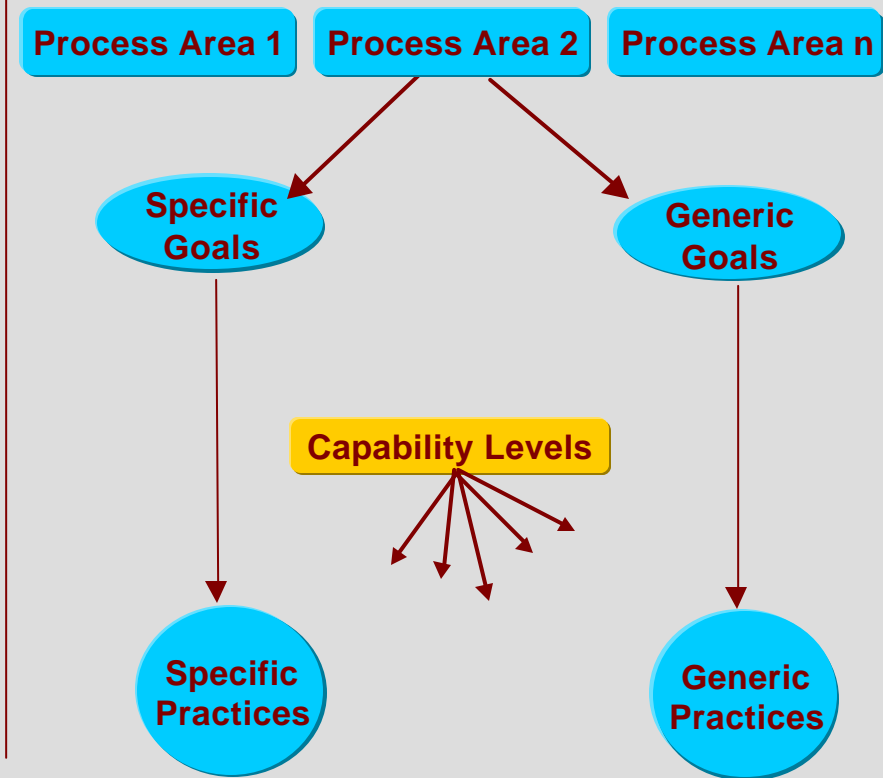 Process Area 1
Process Area 2
Process Area n
Specific
Goals
Generic
Goals
Capability Levels
Specific
Practices
Generic
Practices